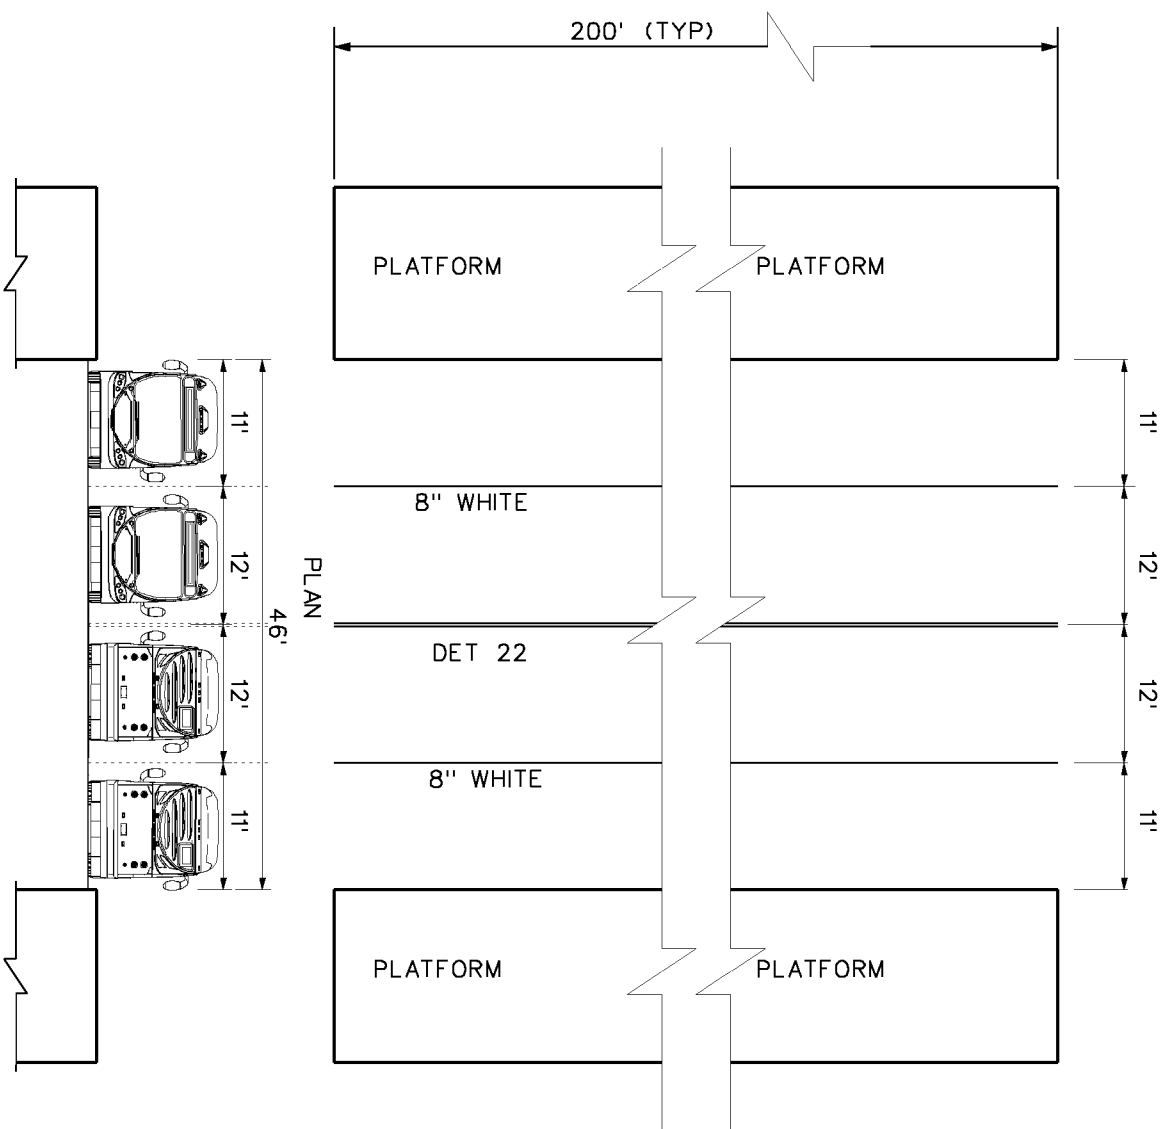 200' (TYP)
PLATFORM
PLATFORM
11'
11'
8" WHITE
12'
12'
PLAN
46'
DET 22
12'
12'
8" WHITE
11'
11'
PLATFORM
PLATFORM